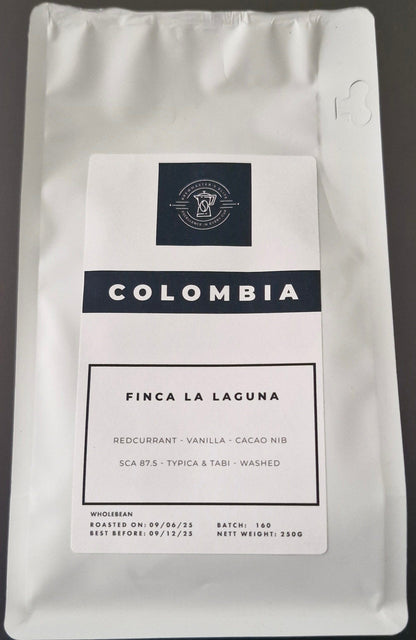 COLOMBIA
FINCA LA LAGUNA
REDCURRANT - VANILLA - CACAO NIB
SCA 87.5 - TYPICA & TABI - WASHED
WHOLEBEAN
ROASTED ON: 09/06/25 BATCH: 160
BEST BEFORE: 09/12/25 NETT WEIGHT: 250G